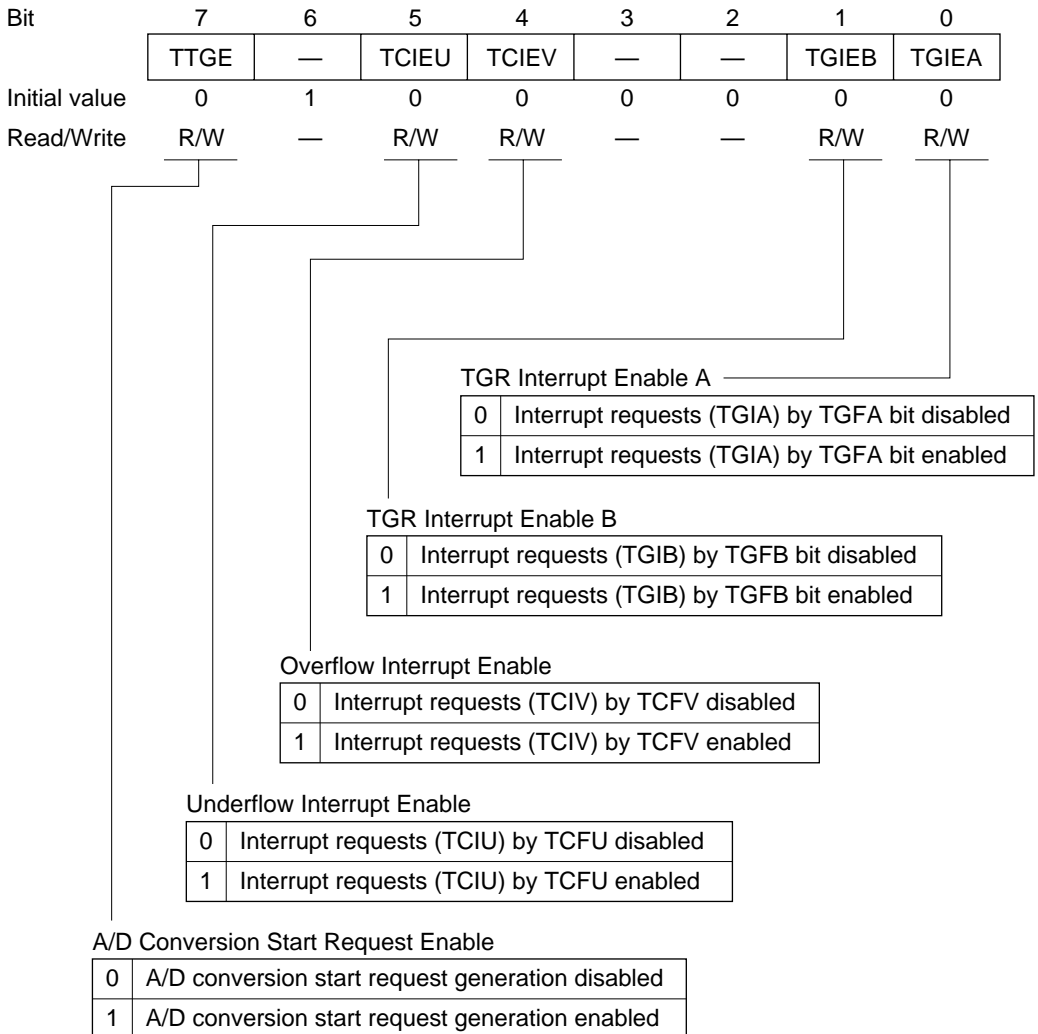 Bit 7 6 5 4 3 2 1 0
TTGE — TCIEU TCIEV — — TGIEB TGIEA
Initial value 0 1 0 0 0 0 0 0
Read/Write R/W — R/W R/W — — R/W R/W
TGR Interrupt Enable A
0 Interrupt requests (TGIA) by TGFA bit disabled
1 Interrupt requests (TGIA) by TGFA bit enabled
TGR Interrupt Enable B
0 Interrupt requests (TGIB) by TGFB bit disabled
1 Interrupt requests (TGIB) by TGFB bit enabled
Overflow Interrupt Enable
0 Interrupt requests (TCIV) by TCFV disabled
1 Interrupt requests (TCIV) by TCFV enabled
Underflow Interrupt Enable
0 Interrupt requests (TCIU) by TCFU disabled
1 Interrupt requests (TCIU) by TCFU enabled
A/D Conversion Start Request Enable
0 A/D conversion start request generation disabled
1 A/D conversion start request generation enabled